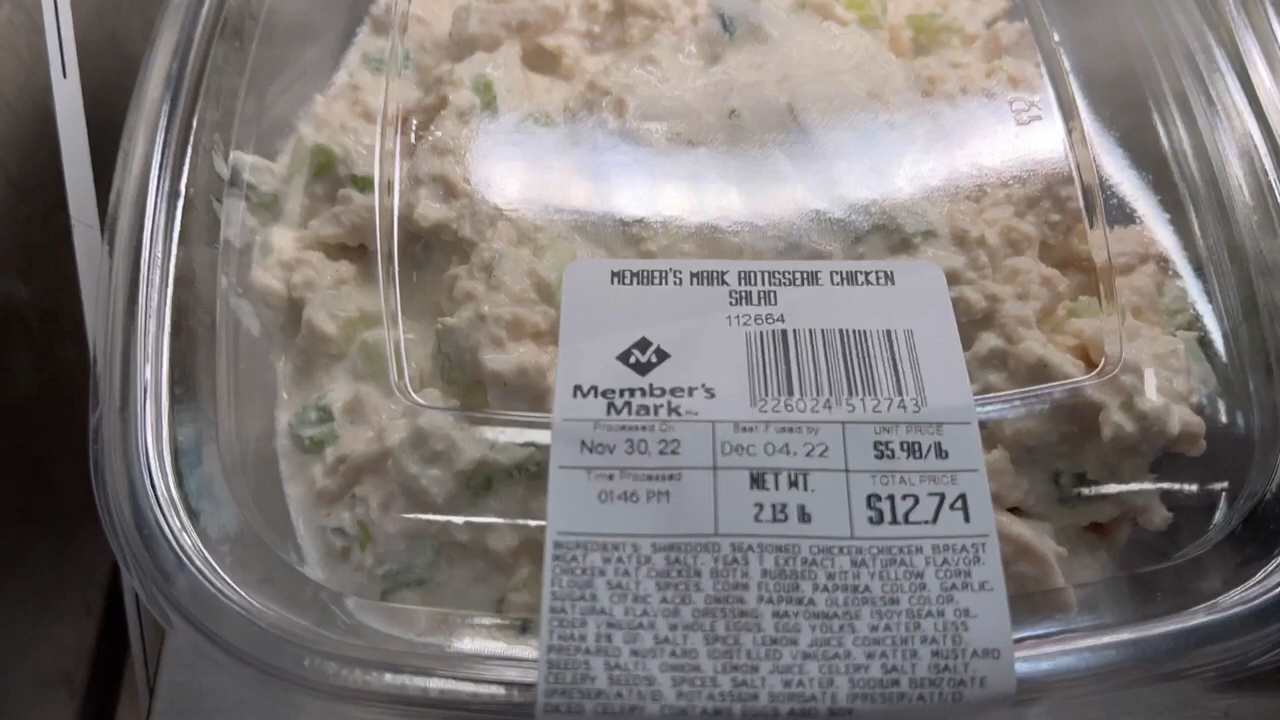 MEMBER'S MARK ROTISSERIE CHICKEN
SALAD
112664
Member's
Mark
226024 512743
Processed On
Nov 30, 22
Best if used by
Dec 04, 22
UNIT PRICE
$5.98/lb
Time Processed
01:46 PM
NET WT.
2.13 lb
TOTAL PRICE
$12.74
INGREDIENTS: SHREDDED SEASONED CHICKEN:CHICKEN BREAST
MEAT, WATER, SALT, YEAST EXTRACT, NATURAL FLAVOR,
CHICKEN FAT,CHICKEN BOTH, RUBBED WITH YELLOW CORN
FLOUR, SALT, SPICES, CORN FLOUR, PAPRIKA COLOR, GARLIC,
SUGAR, CITRIC ACID, ONION, PAPRIKA OLEORESIN COLOR,
NATURAL FLAVOR, DRESSING: MAYONNAISE (SOYBEAN OIL,
CIDER VINEGAR, WHOLE EGGS, EGG YOLKS, WATER, LESS
THAN 2% OF: SALT, SPICE, LEMON JUICE CONCENTRATE),
PREPARED MUSTARD (DISTILLED VINEGAR, WATER, MUSTARD
SEEDS, SALT), ONION, LEMON JUICE, CELERY SALT (SALT,
CELERY SEEDS), SPICES, SALT, WATER, SODIUM BENZOATE
(PRESERVATIVE), POTASSIUM SORBATE (PRESERVATIVE)
DICED CELERY. CONTAINS EGGS AND SOY